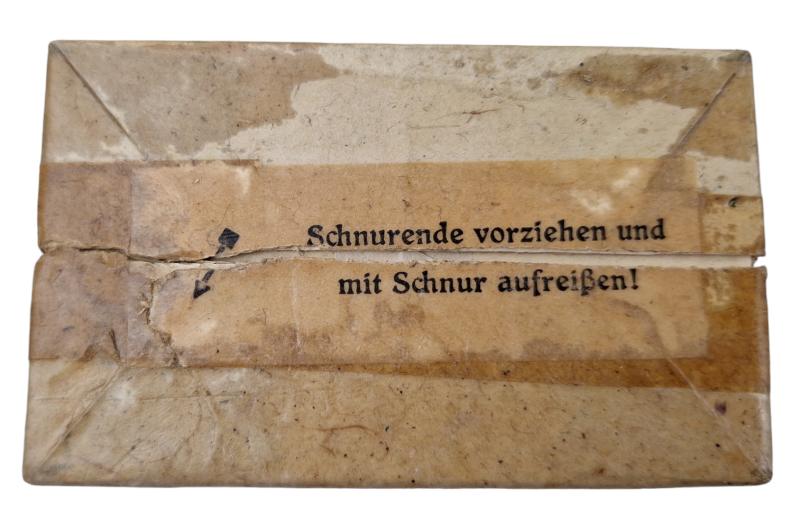 Schnurende vorziehen und
mit Schnur aufreißen!